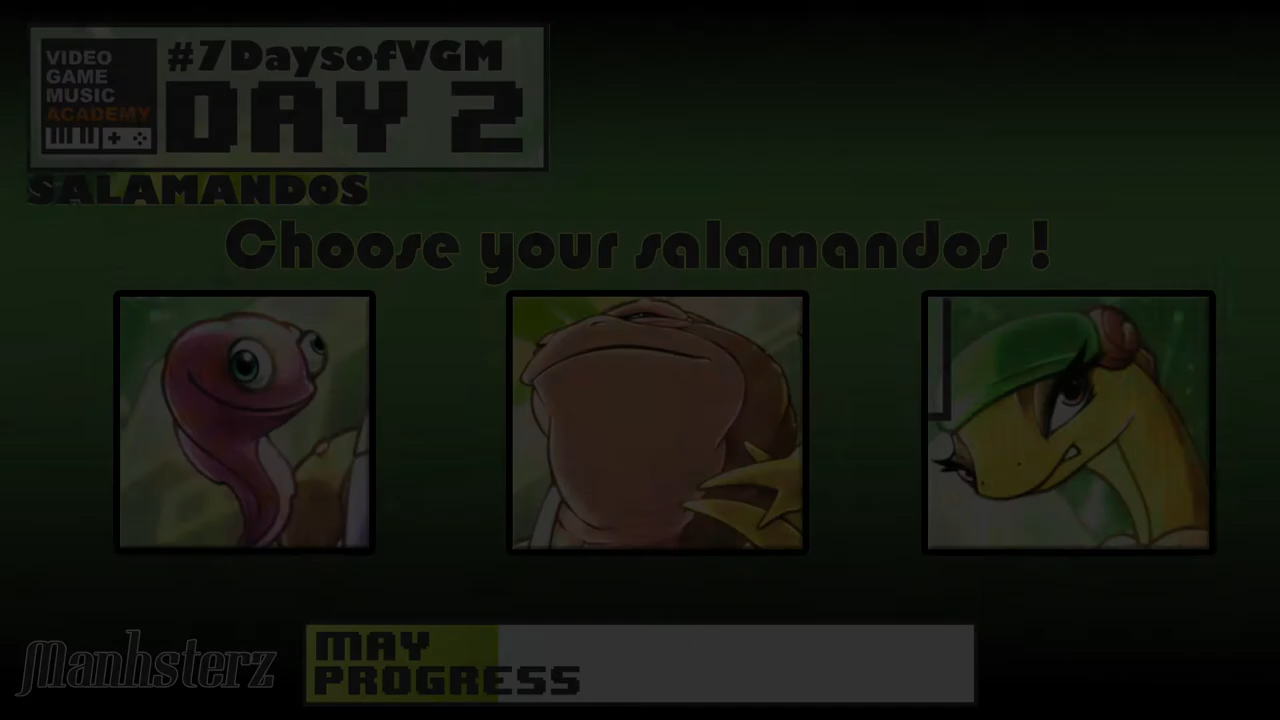 VIDEO
GAME
MUSIC
ACADEMY
#7DaysofVGM
DAY 2
SALAMANDOS
Choose your salamandos !
Manhsterz
MAY
PROGRESS